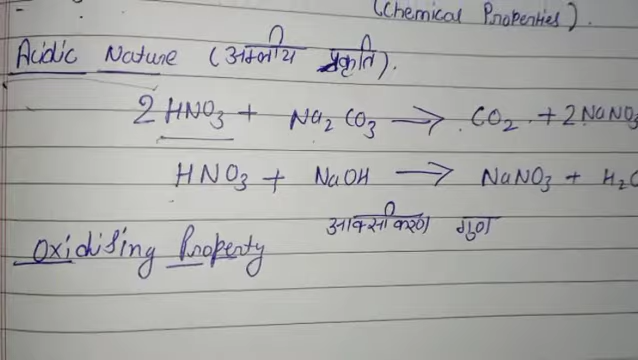 (Chemical Properties).
Acidic Nature (अम्लीय प्रकृति).
2HNO3 + Na2CO3 → CO2 + 2NaNO3
HNO3 + NaOH → NaNO3 + H2O
आक्सीकरण गुण
Oxidising Property